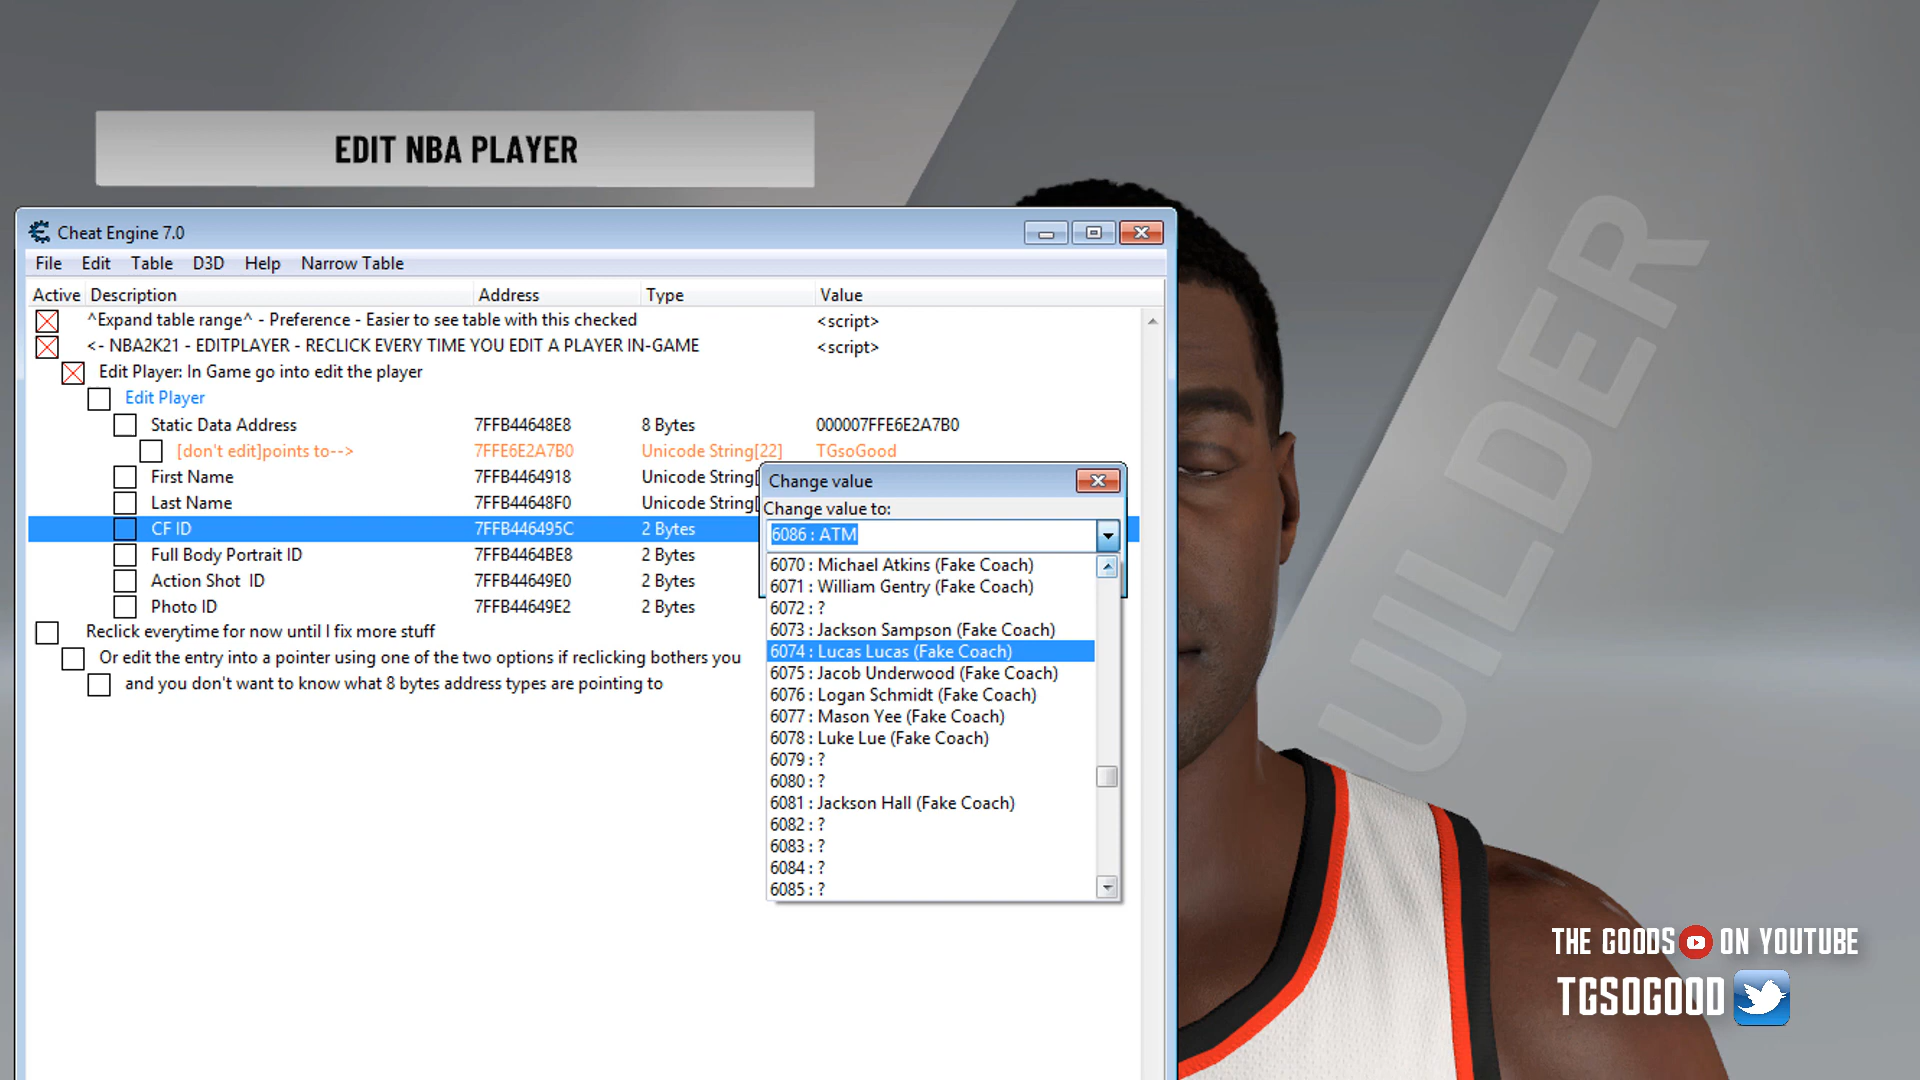 EDIT NBA PLAYER
UILDER
Cheat Engine 7.0
File Edit Table D3D Help Narrow Table
Active Description Address Type Value
^Expand table range^ - Preference - Easier to see table with this checked <script>
<- NBA2K21 - EDITPLAYER - RECLICK EVERY TIME YOU EDIT A PLAYER IN-GAME <script>
Edit Player: In Game go into edit the player
Edit Player
Static Data Address 7FFB44648E8 8 Bytes 000007FFE6E2A7B0
[don't edit]points to--> 7FFE6E2A7B0 Unicode String[22] TGsoGood
First Name 7FFB4464918 Unicode String[
Last Name 7FFB44648F0 Unicode String[
CF ID 7FFB446495C 2 Bytes
Full Body Portrait ID 7FFB4464BE8 2 Bytes
Action Shot ID 7FFB44649E0 2 Bytes
Photo ID 7FFB44649E2 2 Bytes
Reclick everytime for now until I fix more stuff
Or edit the entry into a pointer using one of the two options if reclicking bothers you
and you don't want to know what 8 bytes address types are pointing to
Change value
Change value to:
6086 : ATM
6070 : Michael Atkins (Fake Coach)
6071 : William Gentry (Fake Coach)
6072 : ?
6073 : Jackson Sampson (Fake Coach)
6074 : Lucas Lucas (Fake Coach)
6075 : Jacob Underwood (Fake Coach)
6076 : Logan Schmidt (Fake Coach)
6077 : Mason Yee (Fake Coach)
6078 : Luke Lue (Fake Coach)
6079 : ?
6080 : ?
6081 : Jackson Hall (Fake Coach)
6082 : ?
6083 : ?
6084 : ?
6085 : ?
THE GOODS ON YOUTUBE
TGSOGOOD